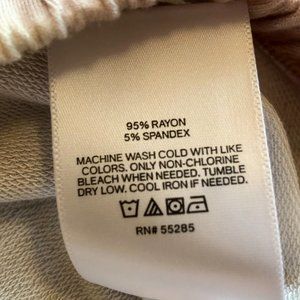 95% RAYON
5% SPANDEX
MACHINE WASH COLD WITH LIKE
COLORS. ONLY NON-CHLORINE
BLEACH WHEN NEEDED. TUMBLE
DRY LOW. COOL IRON IF NEEDED.
RN# 55285